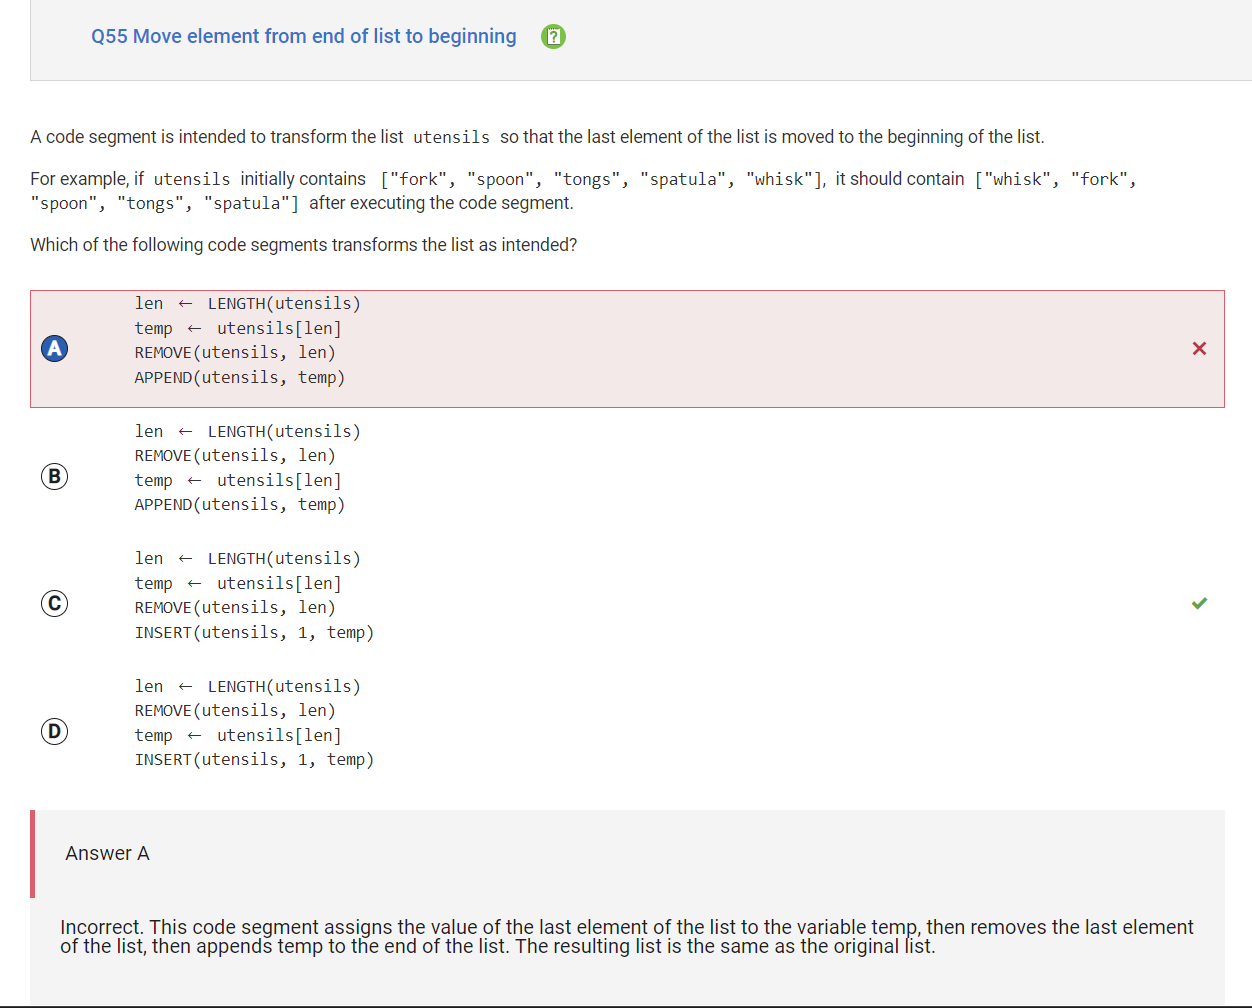 Q55 Move element from end of list to beginning ?
A code segment is intended to transform the list utensils so that the last element of the list is moved to the beginning of the list.
For example, if utensils initially contains ["fork", "spoon", "tongs", "spatula", "whisk"], it should contain ["whisk", "fork",
"spoon", "tongs", "spatula"] after executing the code segment.
Which of the following code segments transforms the list as intended?
len ← LENGTH(utensils)
temp ← utensils[len]
A
REMOVE(utensils, len)
APPEND(utensils, temp)
len ← LENGTH(utensils)
REMOVE(utensils, len)
B
temp ← utensils[len]
APPEND(utensils, temp)
len ← LENGTH(utensils)
temp ← utensils[len]
C
REMOVE(utensils, len)
INSERT(utensils, 1, temp)
len ← LENGTH(utensils)
REMOVE(utensils, len)
D
temp ← utensils[len]
INSERT(utensils, 1, temp)
Answer A
Incorrect. This code segment assigns the value of the last element of the list to the variable temp, then removes the last element
of the list, then appends temp to the end of the list. The resulting list is the same as the original list.